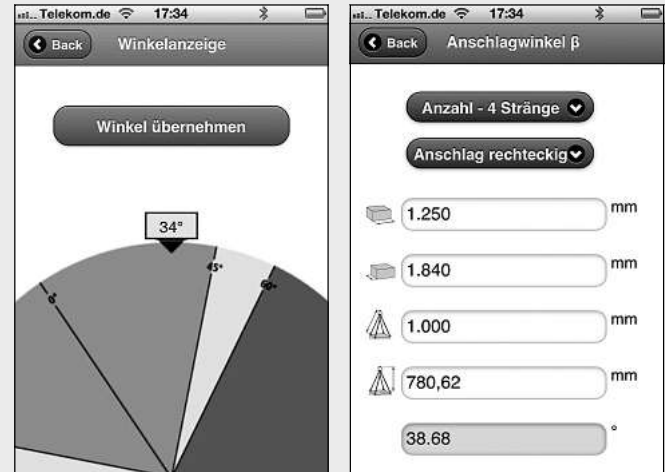 Telekom.de 17:34
Back Winkelanzeige
Winkel übernehmen
34°
0°
45°
60°
Telekom.de 17:34
Back Anschlagwinkel β
Anzahl - 4 Stränge
Anschlag rechteckig
1.250 mm
1.840 mm
1.000 mm
780,62 mm
38.68 °